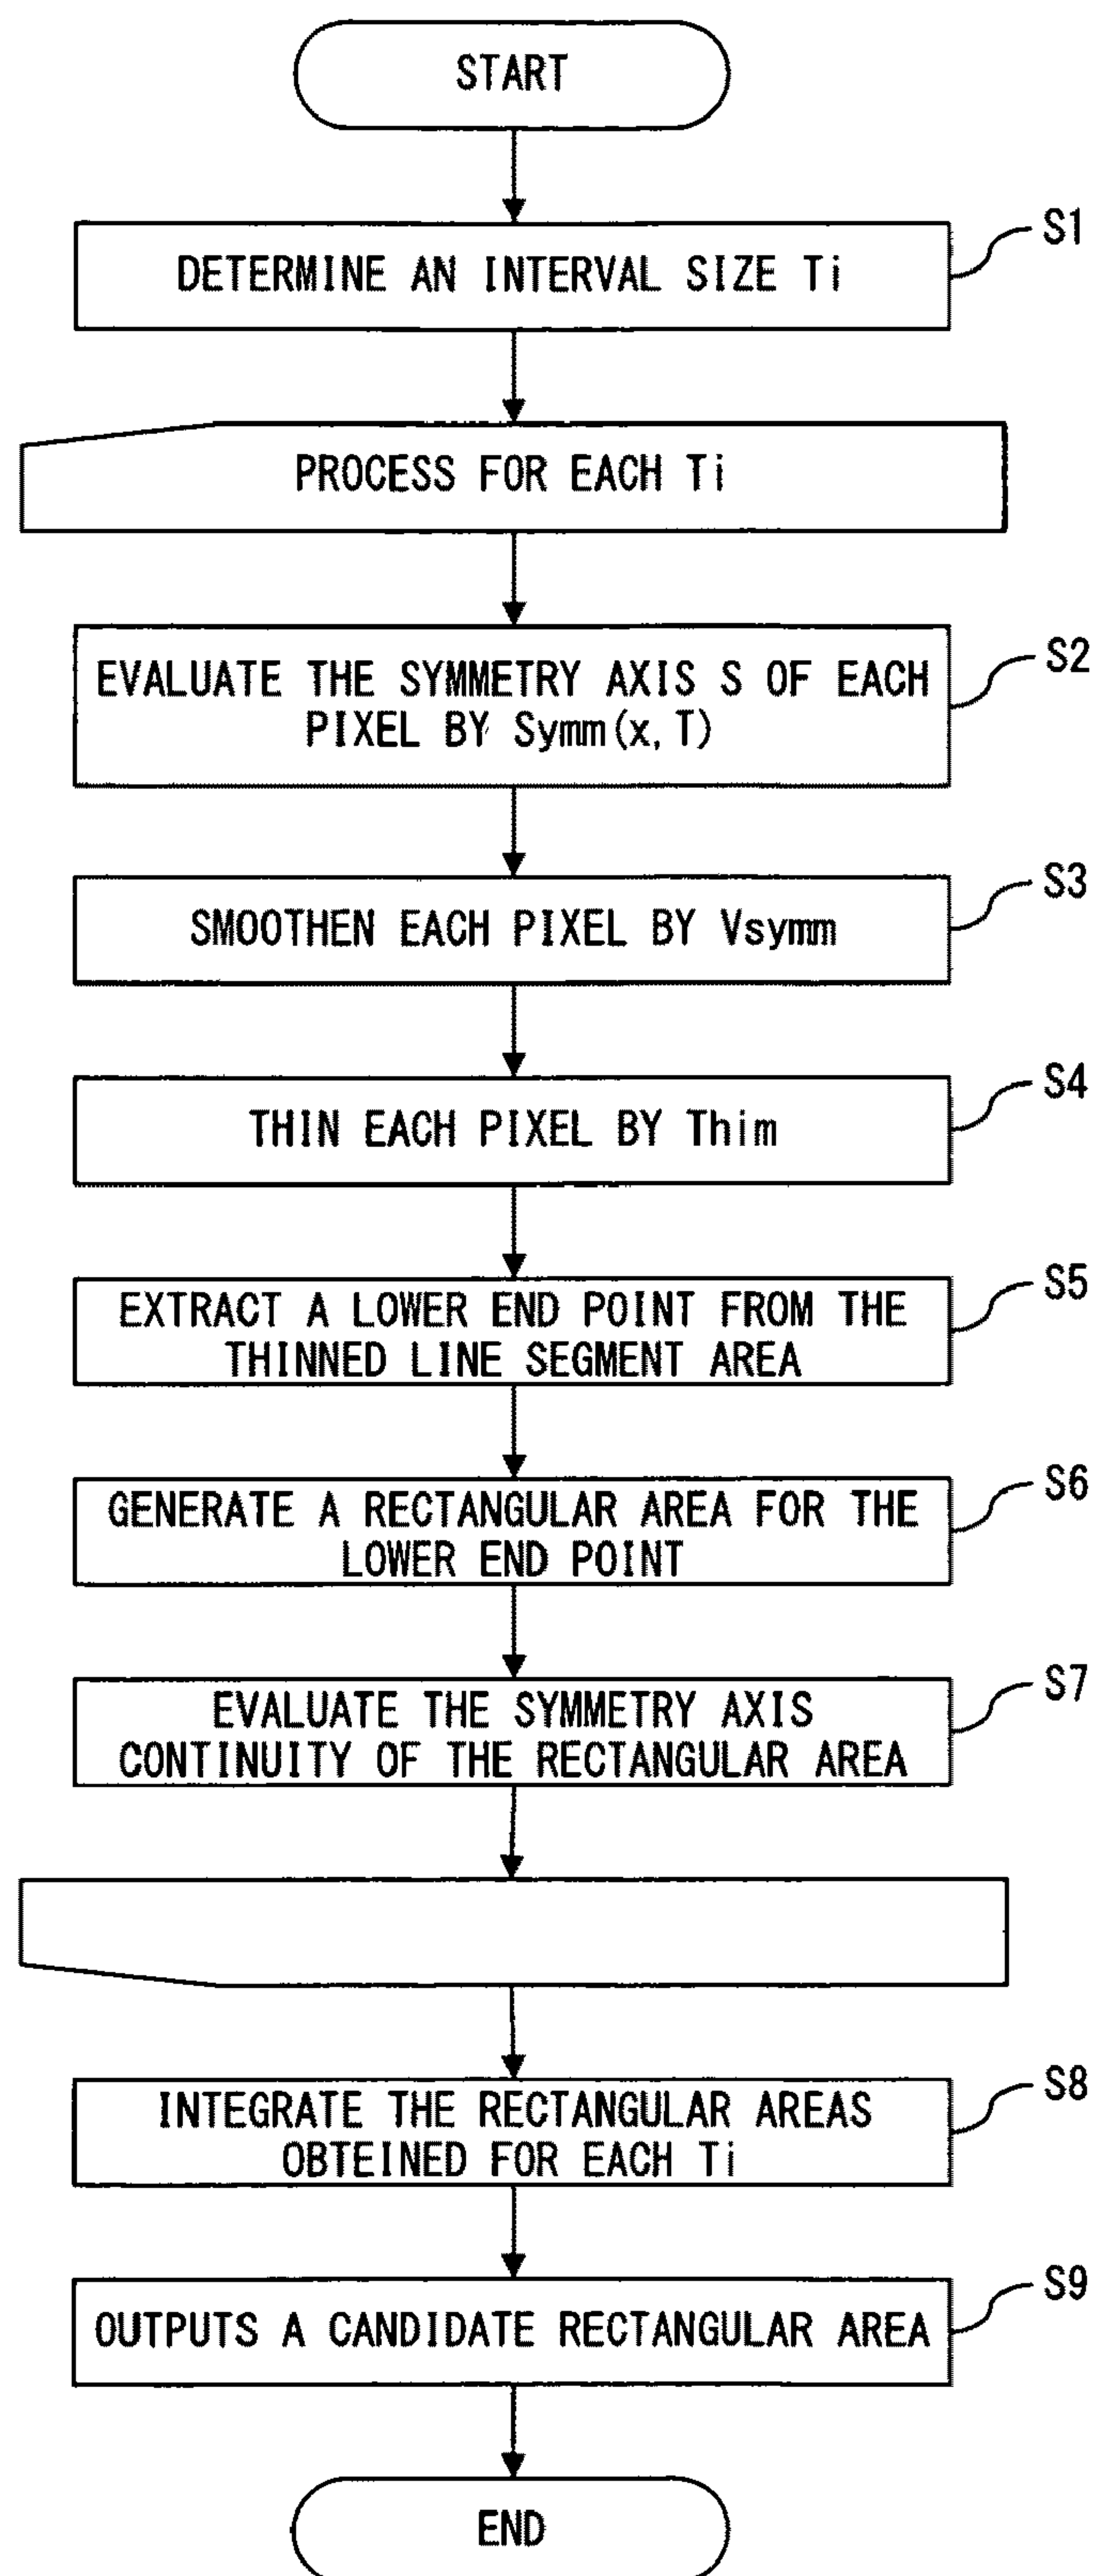 START
S1
DETERMINE AN INTERVAL SIZE Ti
PROCESS FOR EACH Ti
S2
EVALUATE THE SYMMETRY AXIS S OF EACH
PIXEL BY Symm(x,T)
S3
SMOOTHEN EACH PIXEL BY Vsymm
S4
THIN EACH PIXEL BY Thim
S5
EXTRACT A LOWER END POINT FROM THE
THINNED LINE SEGMENT AREA
S6
GENERATE A RECTANGULAR AREA FOR THE
LOWER END POINT
S7
EVALUATE THE SYMMETRY AXIS
CONTINUITY OF THE RECTANGULAR AREA
S8
INTEGRATE THE RECTANGULAR AREAS
OBTEINED FOR EACH Ti
S9
OUTPUTS A CANDIDATE RECTANGULAR AREA
END